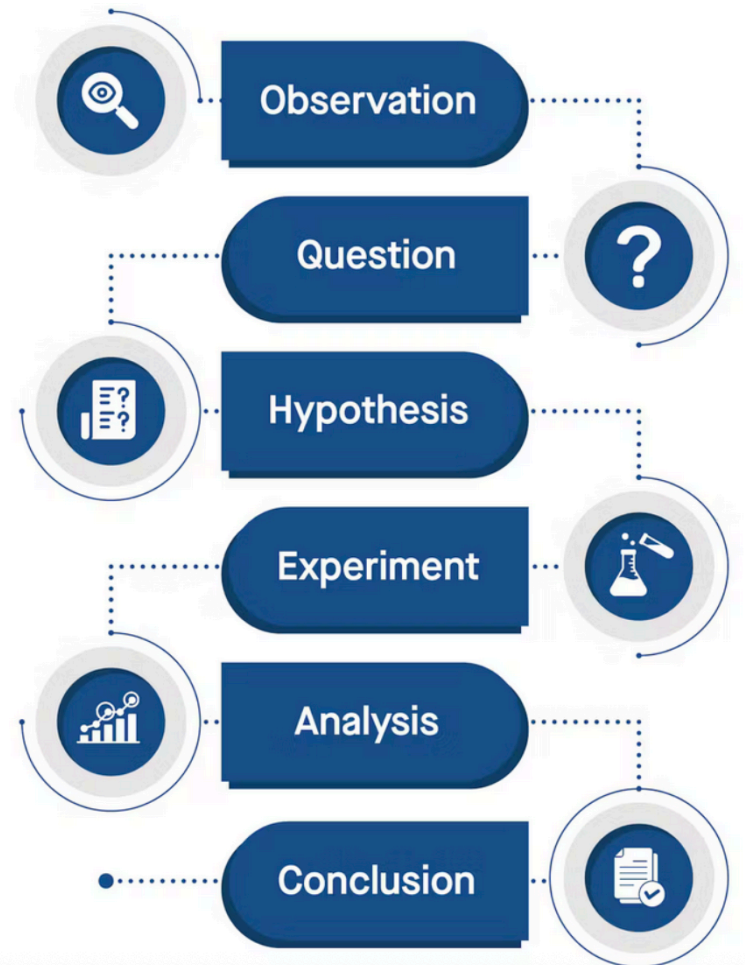 Observation
?
Question
Hypothesis
?
?
Experiment
Analysis
Conclusion